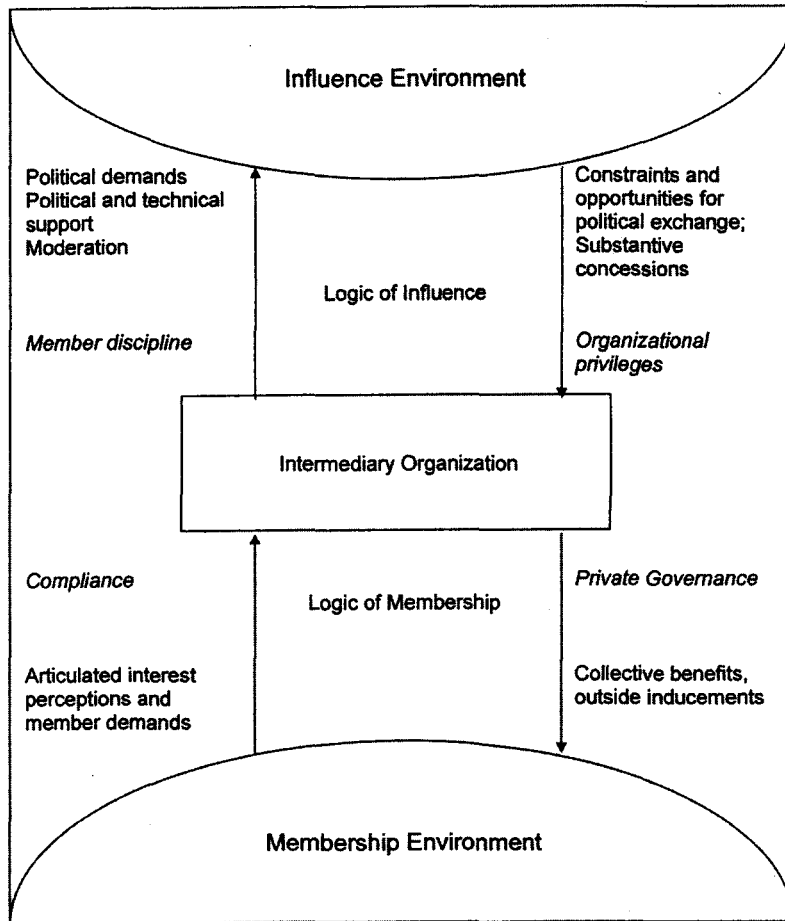 Influence Environment
Political demands
Political and technical
support
Moderation
Constraints and
opportunities for
political exchange;
Substantive
concessions
Logic of Influence
Member discipline
Organizational
privileges
Intermediary Organization
Compliance
Logic of Membership
Private Governance
Articulated interest
perceptions and
member demands
Collective benefits,
outside inducements
Membership Environment